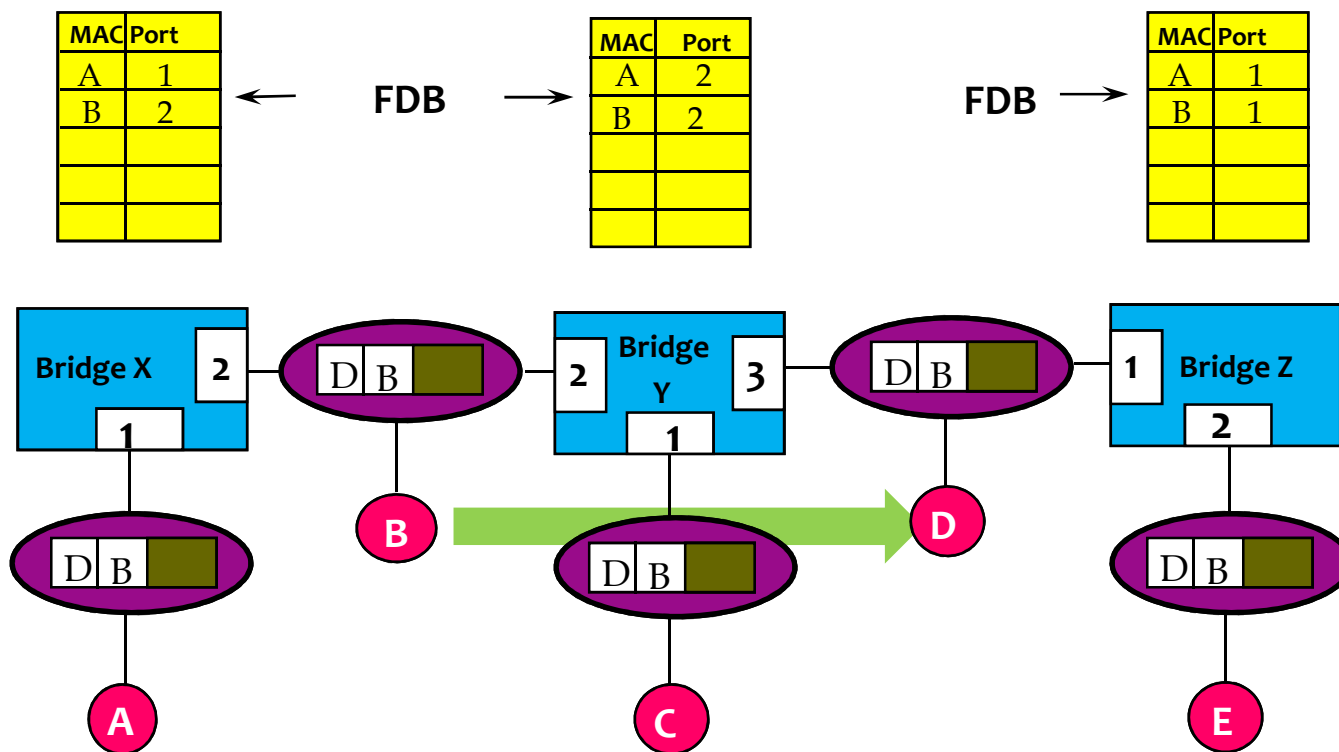 MAC Port
A 1
B 2
FDB
MAC Port
A 2
B 2
FDB
MAC Port
A 1
B 1
Bridge X
2
1
D B
Bridge
Y
2
3
1
D B
Bridge Z
1
2
B
D
D B
D B
D B
A
C
E